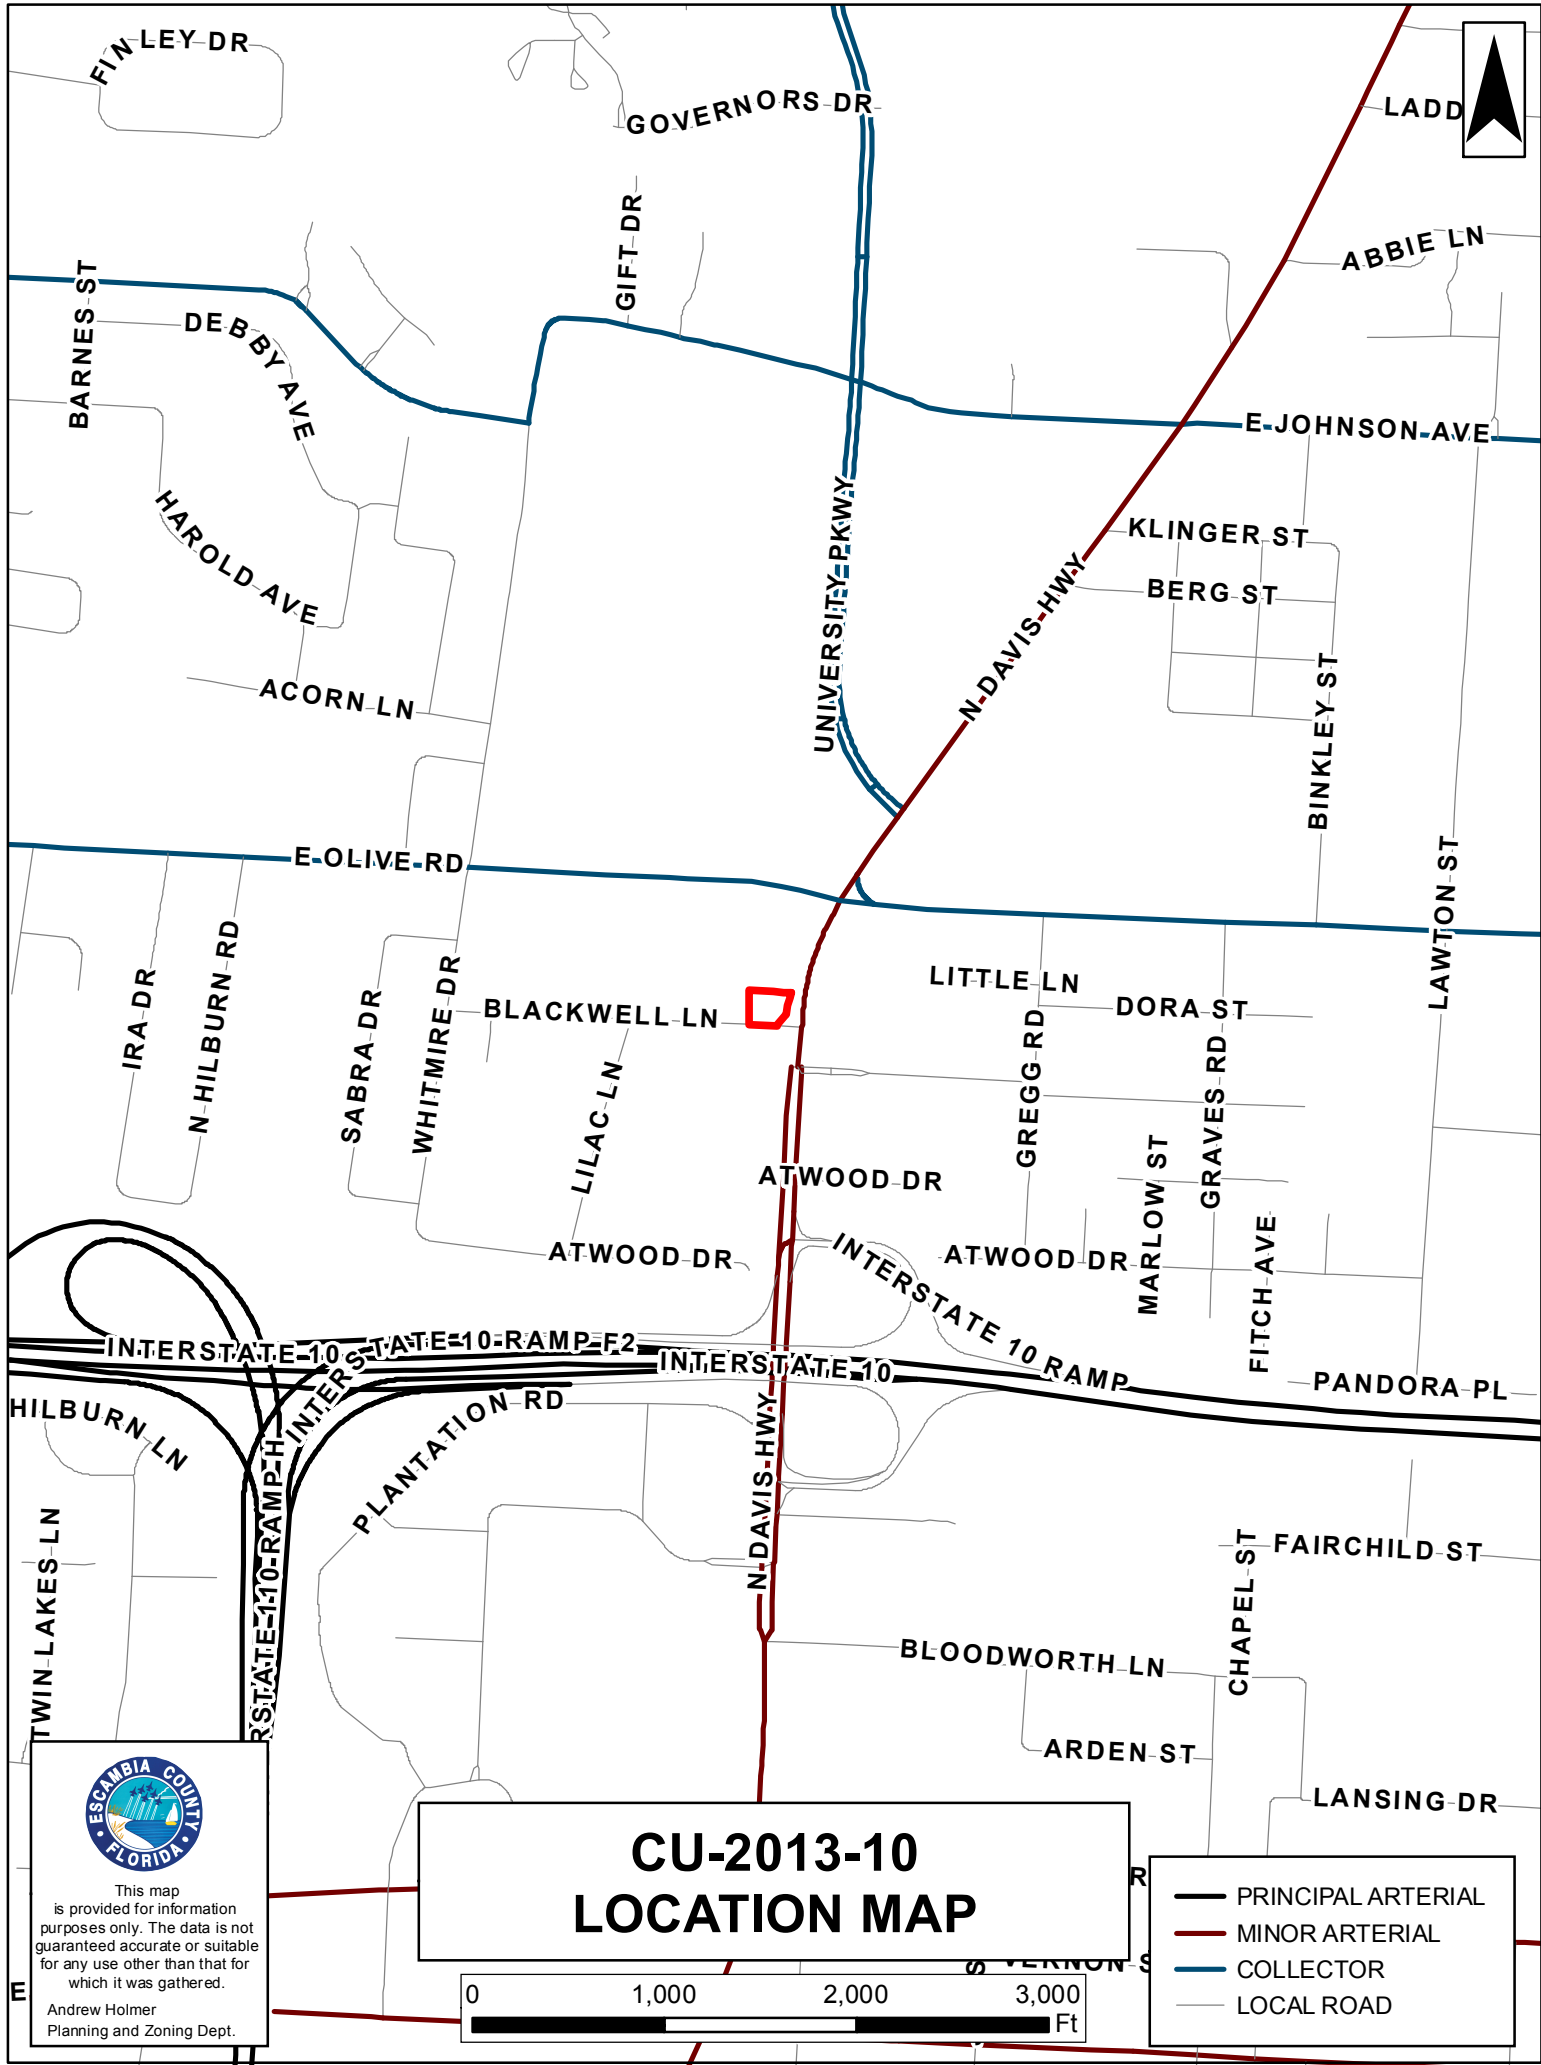 FINLEY DR
GOVERNORS DR
LADD
GIFT DR
ABBIE LN
BARNES ST
DEBBY AVE
E JOHNSON AVE
HAROLD AVE
UNIVERSITY PKWY
KLINGER ST
N DAVIS HWY
BERG ST
ACORN LN
BINKLEY ST
E OLIVE RD
LAWTON ST
IRA DR
N HILBURN RD
SABRA DR
WHITMIRE DR
BLACKWELL LN
LITTLE LN
DORA ST
GREGG RD
GRAVES RD
LILAC LN
ATWOOD DR
MARLOW ST
ATWOOD DR
INTERSTATE 10 RAMP
ATWOOD DR
FITCH AVE
INTERSTATE 10
INTERSTATE 10 RAMP F2
INTERSTATE 10
PANDORA PL
HILBURN LN
PLANTATION RD
N DAVIS HWY
RSTATE 110 RAMP H
TWIN LAKES LN
FAIRCHILD ST
CHAPEL ST
BLOODWORTH LN
ARDEN ST
LANSING DR
ESCAMBIA COUNTY
FLORIDA
This map
is provided for information
purposes only. The data is not
guaranteed accurate or suitable
for any use other than that for
which it was gathered.
Andrew Holmer
Planning and Zoning Dept.
CU-2013-10
LOCATION MAP
R
VERNON S
S
E
0 1,000 2,000 3,000
Ft
PRINCIPAL ARTERIAL
MINOR ARTERIAL
COLLECTOR
LOCAL ROAD